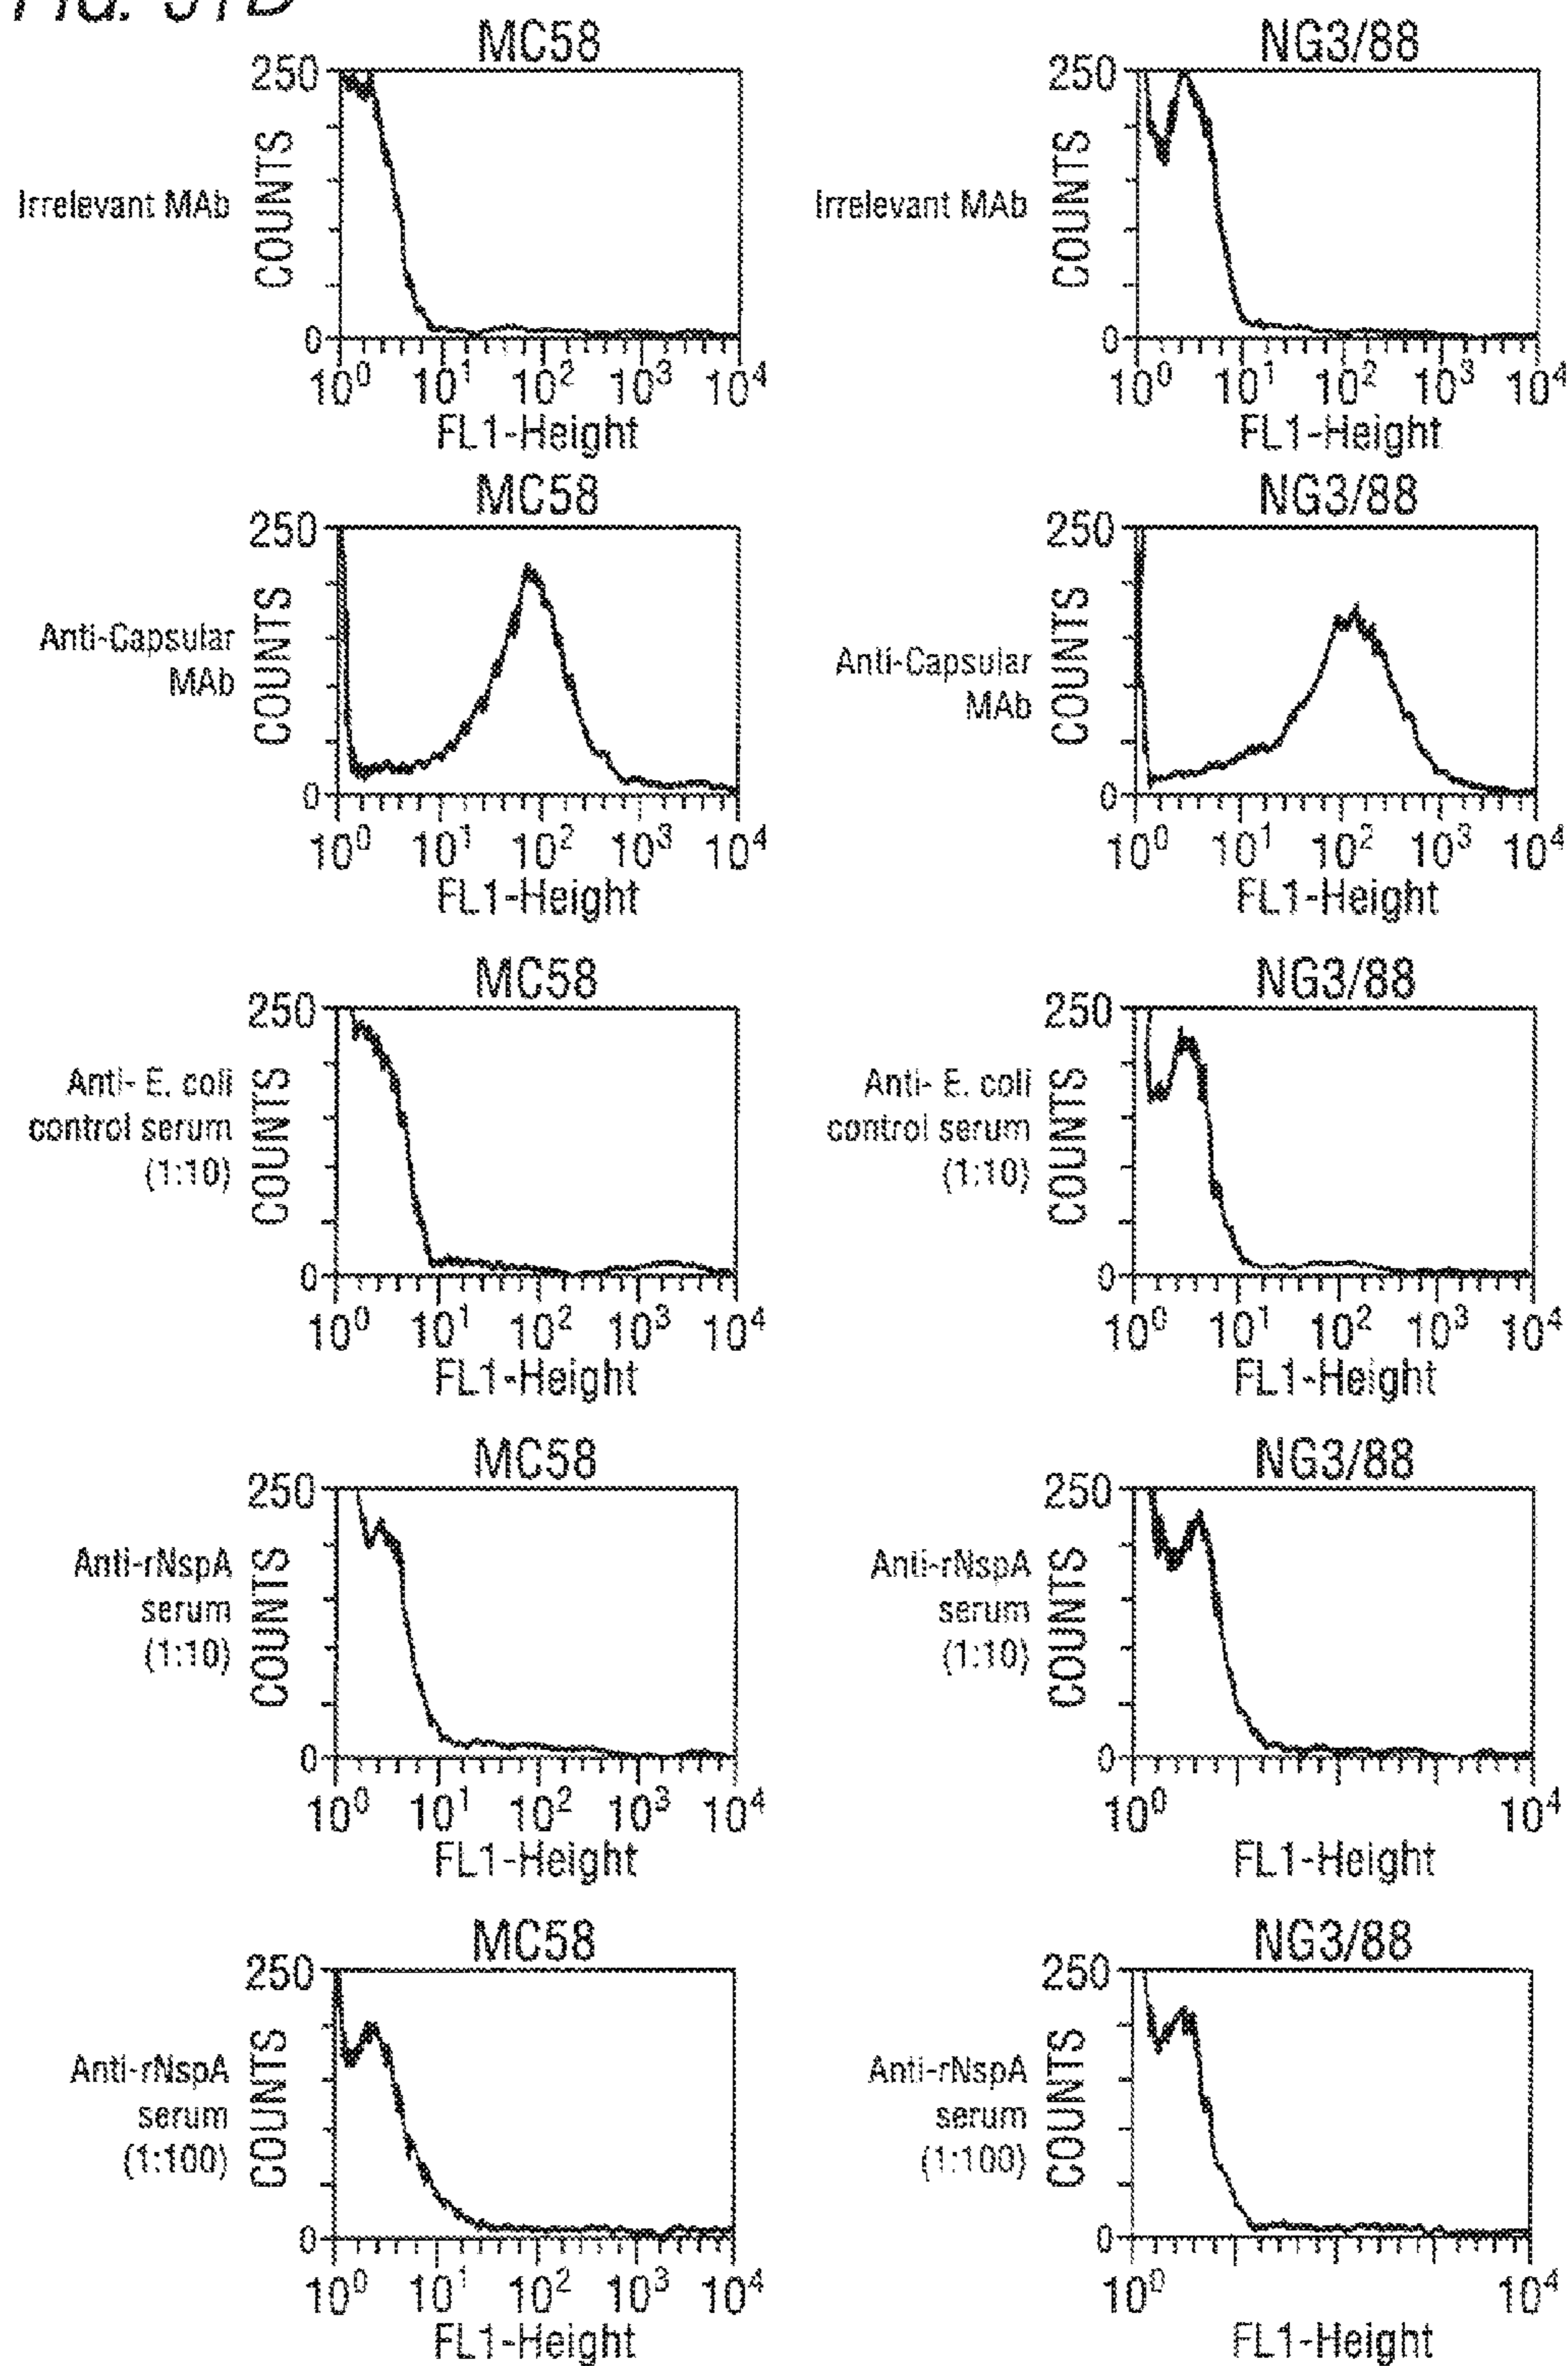 MC58 NG3/88
250 250
Irrelevant MAb COUNTS Irrelevant MAb COUNTS
0 0
10⁰ 10¹ 10² 10³ 10⁴ 10⁰ 10¹ 10² 10³ 10⁴
FL1-Height FL1-Height
MC58 NG3/88
250 250
Anti-Capsular
MAb
COUNTS
Anti-Capsular
MAb
COUNTS
0 0
10⁰ 10¹ 10² 10³ 10⁴ 10⁰ 10¹ 10² 10³ 10⁴
FL1-Height FL1-Height
MC58 NG3/88
250 250
Anti- E. coli
control serum
(1:10)
COUNTS
Anti- E. coli
control serum
(1:10)
COUNTS
0 0
10⁰ 10¹ 10² 10³ 10⁴ 10⁰ 10¹ 10² 10³ 10⁴
FL1-Height FL1-Height
MC58 NG3/88
250 250
Anti-rNspA
serum
(1:10)
COUNTS
Anti-rNspA
serum
(1:10)
COUNTS
0 0
10⁰ 10¹ 10² 10³ 10⁴ 10⁰ 10⁴
FL1-Height FL1-Height
MC58 NG3/88
250 250
Anti-rNspA
serum
(1:100)
COUNTS
Anti-rNspA
serum
(1:100)
COUNTS
0 0
10⁰ 10¹ 10² 10³ 10⁴ 10⁰ 10⁴
FL1-Height FL1-Height